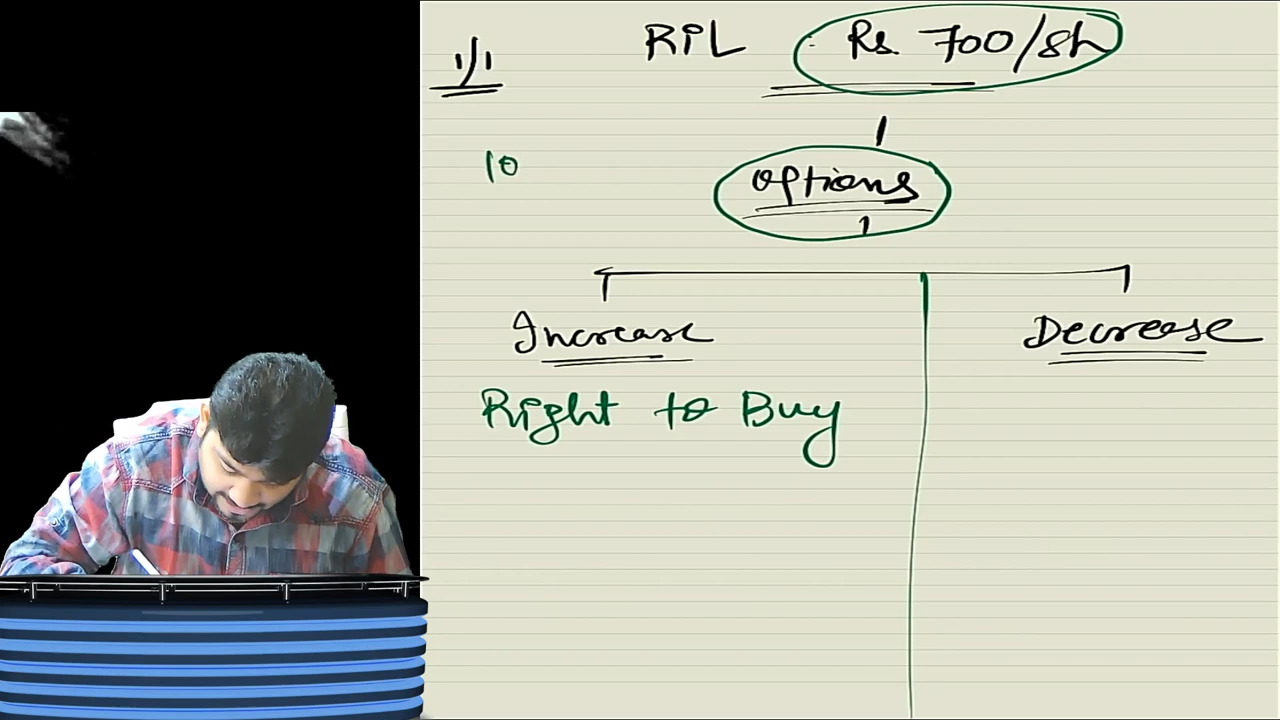 1/1 RIL Rs. 700/sh
10 options
Increase Decrease
Right to Buy